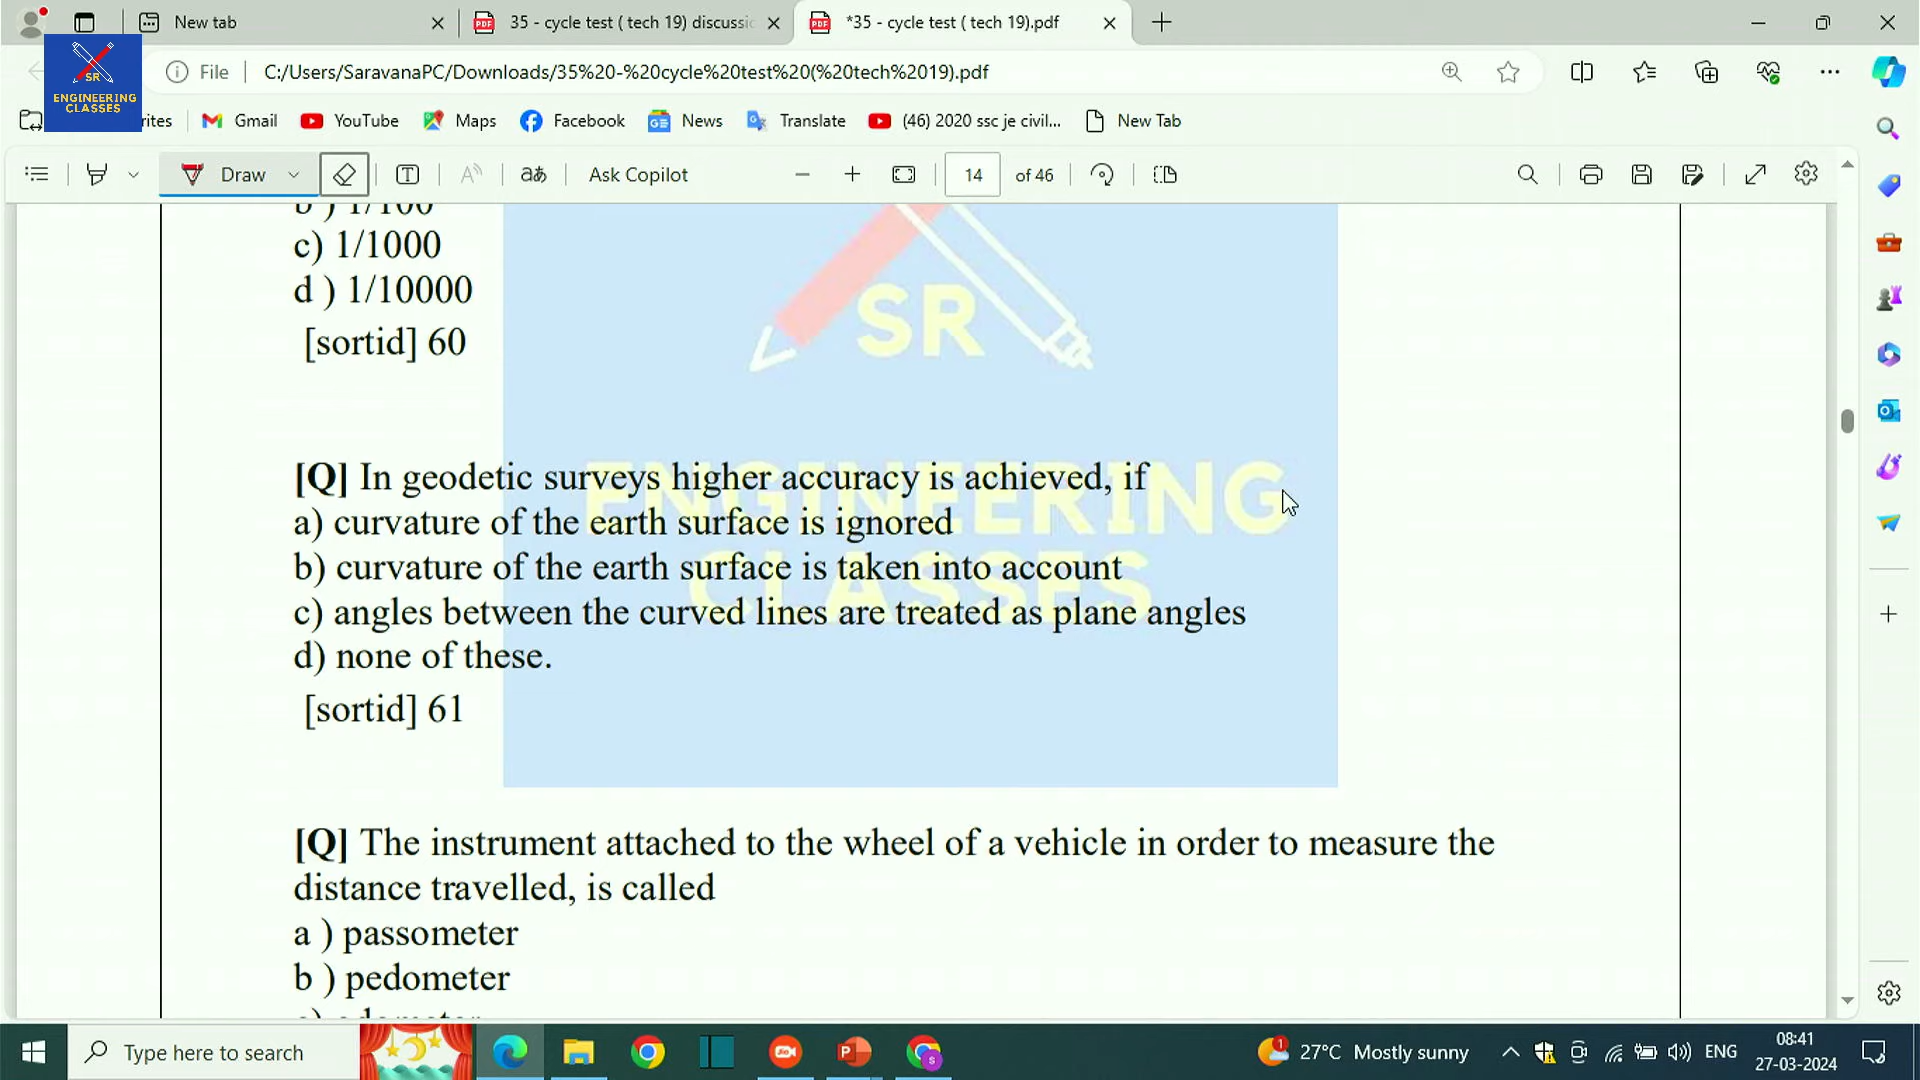 New tab
35 - cycle test ( tech 19) discussi
*35 - cycle test ( tech 19).pdf
SR
ENGINEERING
CLASSES
File
C:/Users/SaravanaPC/Downloads/35%20-%20cycle%20test%20(%20tech%2019).pdf
rites
Gmail
YouTube
Maps
Facebook
News
Translate
(46) 2020 ssc je civil...
New Tab
Draw
Ask Copilot
14
of 46
b ) 1/100
c) 1/1000
d ) 1/10000
[sortid] 60
SR
ENGINEERING
CLASSES
[Q] In geodetic surveys higher accuracy is achieved, if
a) curvature of the earth surface is ignored
b) curvature of the earth surface is taken into account
c) angles between the curved lines are treated as plane angles
d) none of these.
[sortid] 61
[Q] The instrument attached to the wheel of a vehicle in order to measure the
distance travelled, is called
a ) passometer
b ) pedometer
Type here to search
27°C Mostly sunny
ENG
08:41
27-03-2024